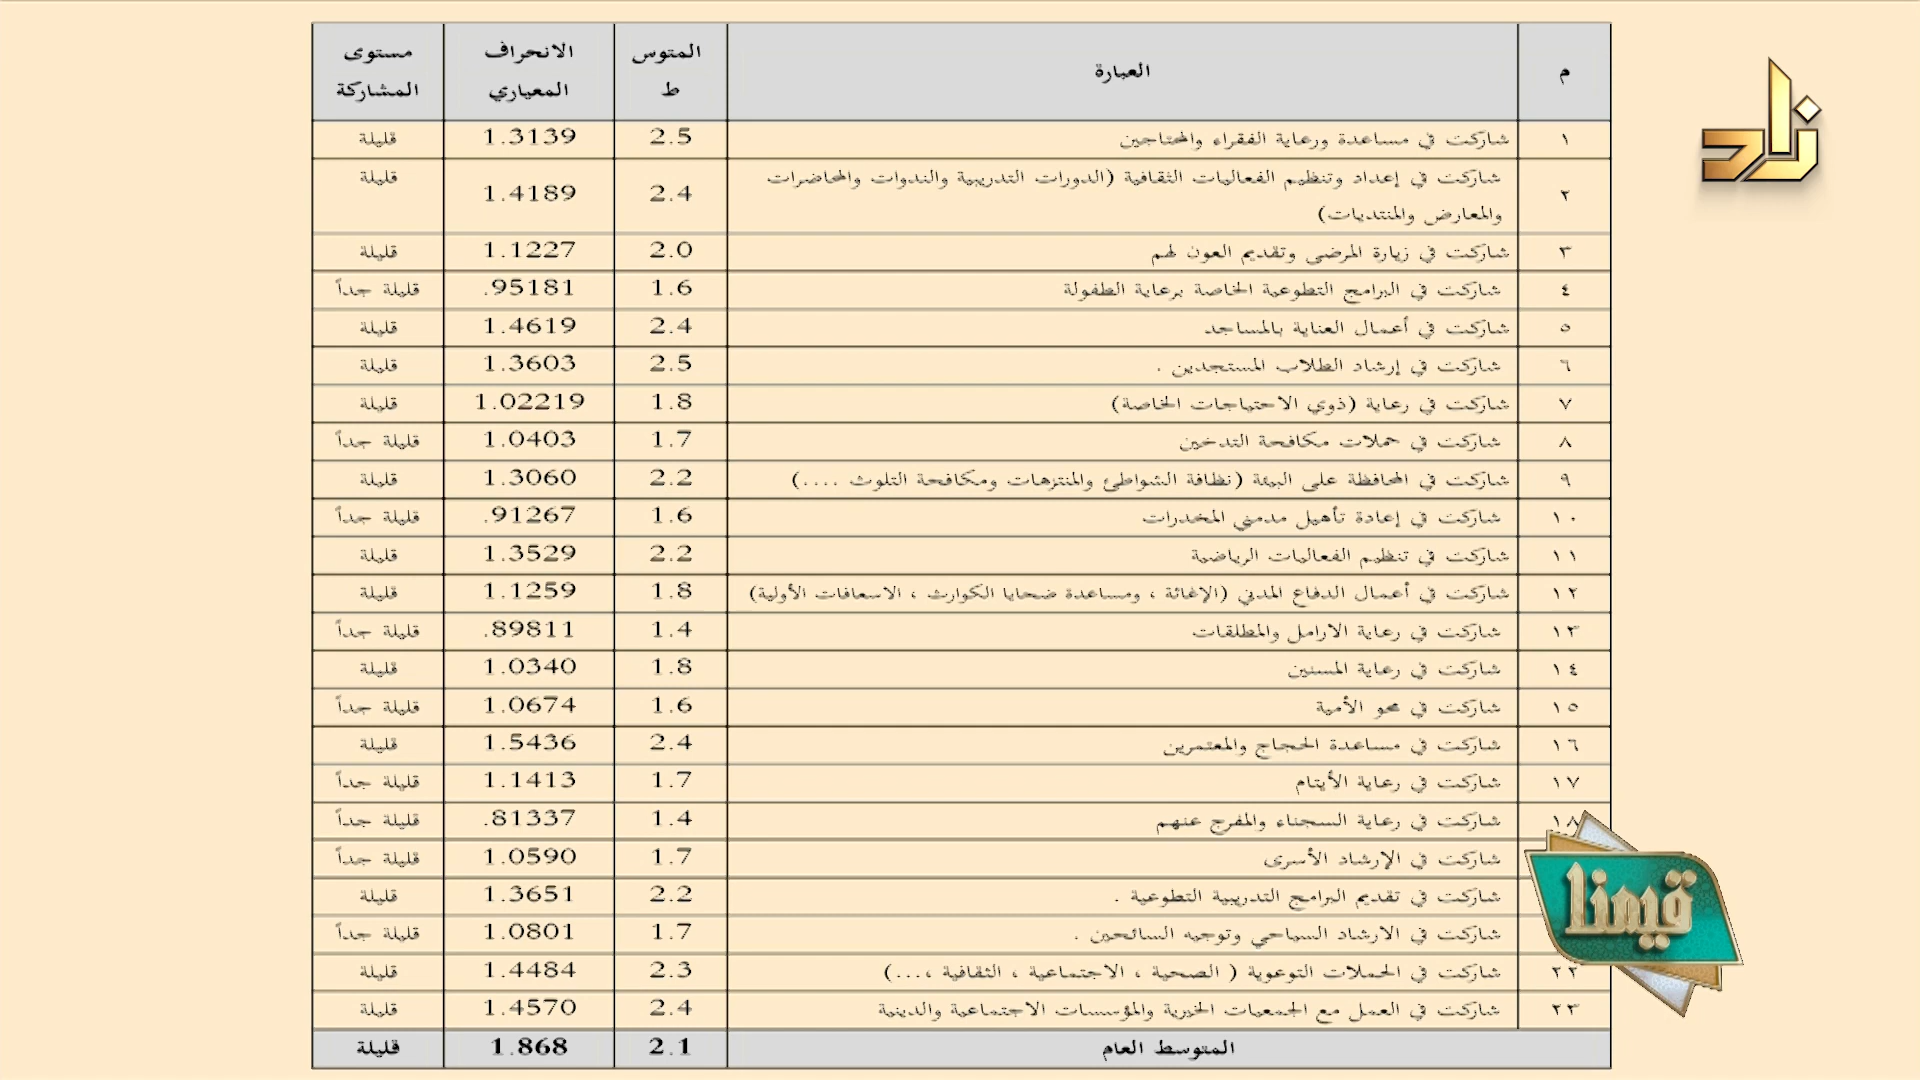 م العبارة المتوس ط الانحراف المعياري مستوى المشاركة
١ شاركت في مساعدة ورعاية الفقراء والمحتاجين 2.5 1.3139 قليلة
٢ شاركت في إعداد وتنظيم الفعاليات الثقافية (الدورات التدريبية والندوات والمحاضرات
والمعارض والمنتديات) 2.4 1.4189 قليلة
٣ شاركت في زيارة المرضى وتقديم العون لهم 2.0 1.1227 قليلة
٤ شاركت في البرامج التطوعية الخاصة برعاية الطفولة 1.6 .95181 قليلة جداً
٥ شاركت في أعمال العناية بالمساجد 2.4 1.4619 قليلة
٦ شاركت في إرشاد الطلاب المستجدين . 2.5 1.3603 قليلة
٧ شاركت في رعاية (ذوي الاحتياجات الخاصة) 1.8 1.02219 قليلة
٨ شاركت في حملات مكافحة التدخين 1.7 1.0403 قليلة جداً
٩ شاركت في المحافظة على البيئة (نظافة الشواطئ والمنتزهات ومكافحة التلوث ....) 2.2 1.3060 قليلة
١٠ شاركت في إعادة تأهيل مدمني المخدرات 1.6 .91267 قليلة جداً
١١ شاركت في تنظيم الفعاليات الرياضية 2.2 1.3529 قليلة
١٢ شاركت في أعمال الدفاع المدني (الإغاثة ، ومساعدة ضحايا الكوارث ، الاسعافات الأولية) 1.8 1.1259 قليلة
١٣ شاركت في رعاية الارامل والمطلقات 1.4 .89811 قليلة جداً
١٤ شاركت في رعاية المسنين 1.8 1.0340 قليلة
١٥ شاركت في محو الأمية 1.6 1.0674 قليلة جداً
١٦ شاركت في مساعدة الحجاج والمعتمرين 2.4 1.5436 قليلة
١٧ شاركت في رعاية الأيتام 1.7 1.1413 قليلة جداً
١٨ شاركت في رعاية السجناء والمفرج عنهم 1.4 .81337 قليلة جداً
شاركت في الإرشاد الأسرى 1.7 1.0590 قليلة جداً
شاركت في تقديم البرامج التدريبية التطوعية . 2.2 1.3651 قليلة
شاركت في الارشاد السياحي وتوجيه السائحين . 1.7 1.0801 قليلة جداً
٢٢ شاركت في الحملات التوعوية ( الصحية ، الاجتماعية ، الثقافية ،...) 2.3 1.4484 قليلة
٢٣ شاركت في العمل مع الجمعيات الخيرية والمؤسسات الاجتماعية والدينية 2.4 1.4570 قليلة
المتوسط العام 2.1 1.868 قليلة
زاد
قيمنا